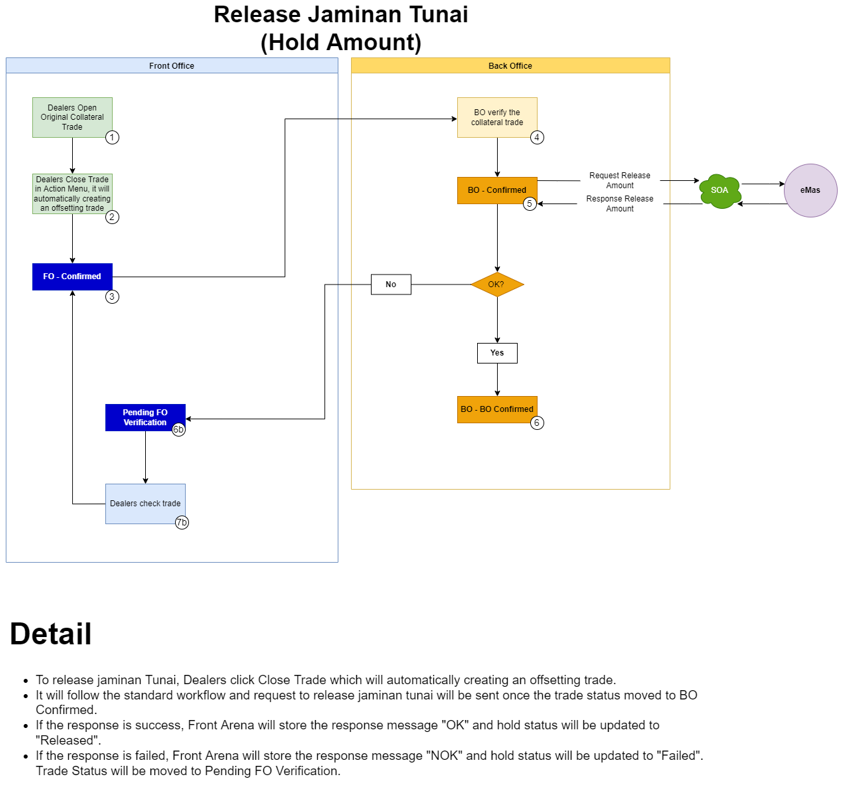 Release Jaminan Tunai
(Hold Amount)
Front Office
Back Office
Dealers Open
Original Collateral
Trade
1
Dealers Close Trade
in Action Menu, it will
automatically creating
an offsetting trade
2
FO - Confirmed
3
BO verify the
collateral trade
4
BO - Confirmed
5
Request Release
Amount
Response Release
Amount
SOA
eMas
OK?
No
Yes
BO - BO Confirmed
6
Pending FO
Verification
6b
Dealers check trade
7b
Detail
• To release jaminan Tunai, Dealers click Close Trade which will automatically creating an offsetting trade.
• It will follow the standard workflow and request to release jaminan tunai will be sent once the trade status moved to BO
Confirmed.
• If the response is success, Front Arena will store the response message "OK" and hold status will be updated to
"Released".
• If the response is failed, Front Arena will store the response message "NOK" and hold status will be updated to "Failed".
Trade Status will be moved to Pending FO Verification.